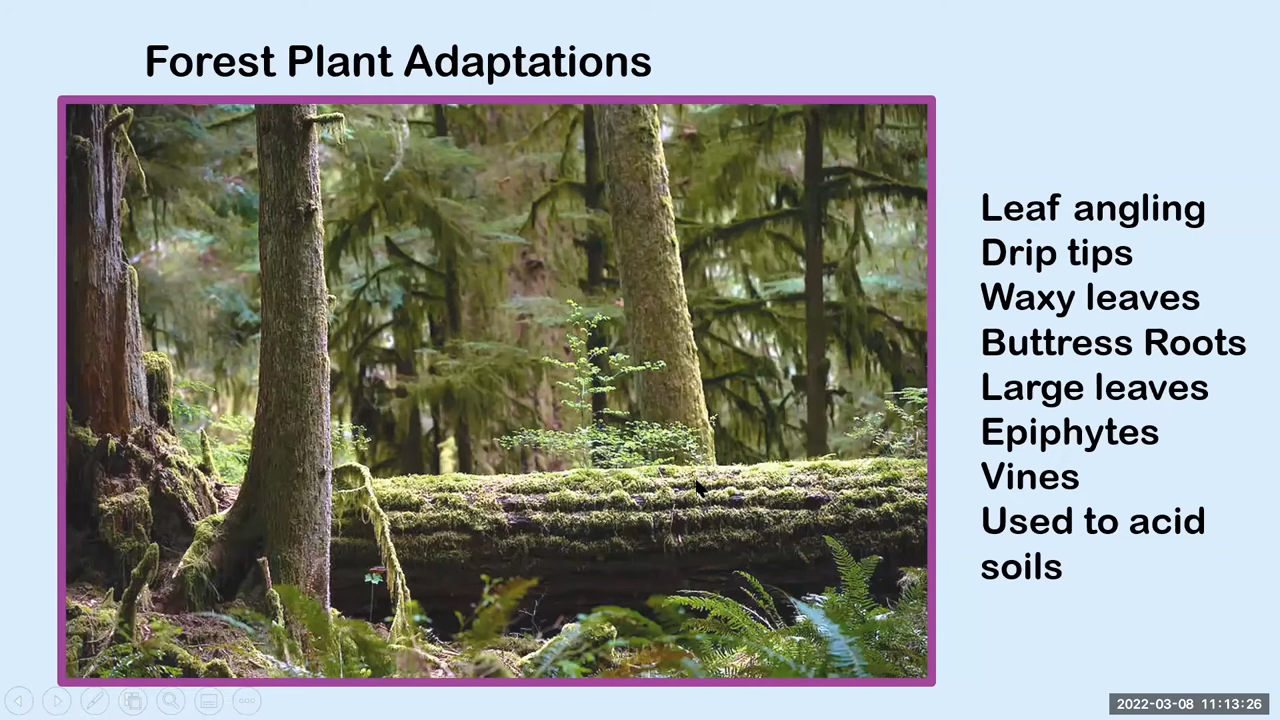 Forest Plant Adaptations
Leaf angling
Drip tips
Waxy leaves
Buttress Roots
Large leaves
Epiphytes
Vines
Used to acid
soils
2022-03-08 11:13:26